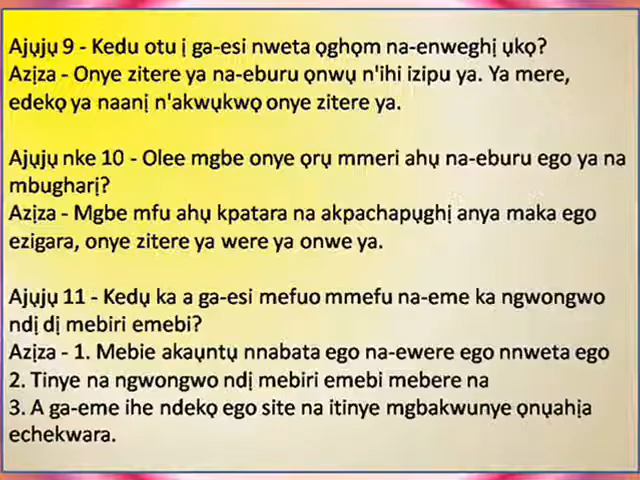 Ajụjụ 9 - Kedu otu ị ga-esi nweta ọghọm na-enweghị ụkọ?
Azịza - Onye zitere ya na-eburu ọnwụ n'ihi izipu ya. Ya mere,
edekọ ya naanị n'akwụkwọ onye zitere ya.
Ajụjụ nke 10 - Olee mgbe onye ọrụ mmeri ahụ na-eburu ego ya na
mbugharị?
Azịza - Mgbe mfu ahụ kpatara na akpachapụghị anya maka ego
ezigara, onye zitere ya were ya onwe ya.
Ajụjụ 11 - Kedụ ka a ga-esi mefuo mmefu na-eme ka ngwongwo
ndị dị mebiri emebi?
Azịza - 1. Mebie akaụntụ nnabata ego na-ewere ego nnweta ego
2. Tinye na ngwongwo ndị mebiri emebi mebere na
3. A ga-eme ihe ndekọ ego site na itinye mgbakwunye ọnụahịa
echekwara.